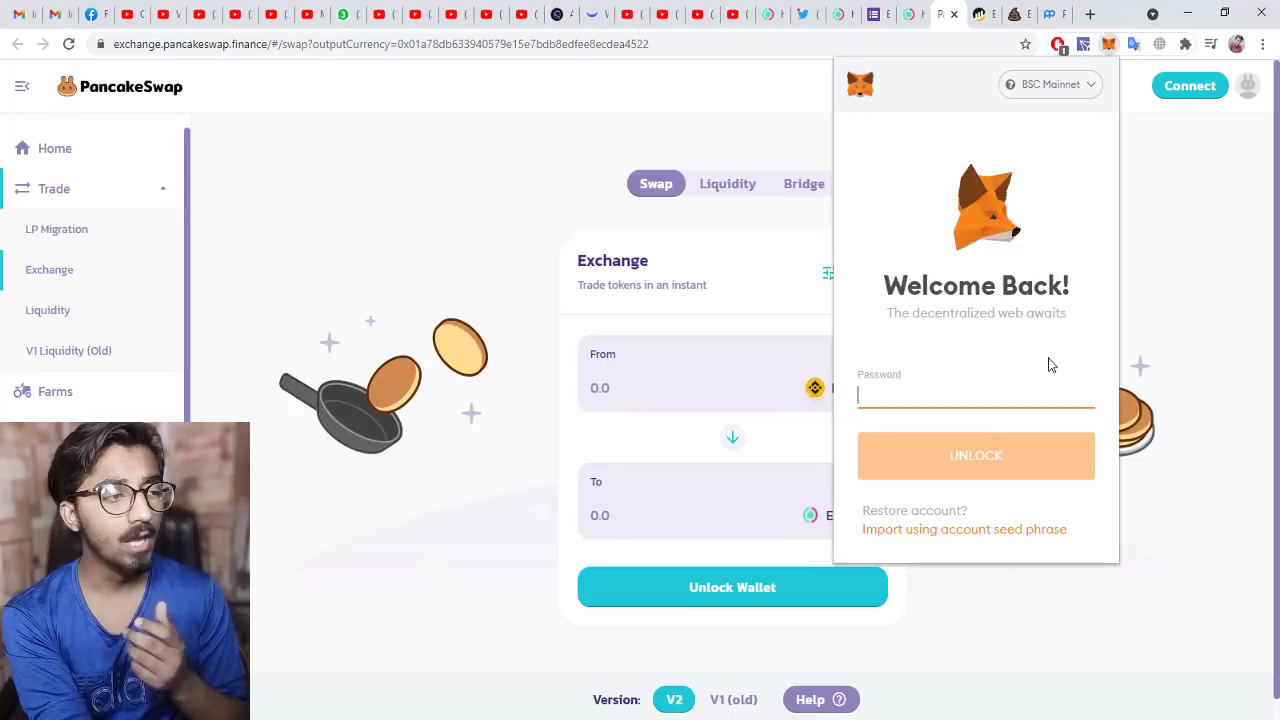 exchange.pancakeswap.finance/#/swap?outputCurrency=0x01a78db633940579e15e7bdb8edfee8ecdea4522
1
PancakeSwap
BSC Mainnet
Connect
Home
Trade
LP Migration
Exchange
Liquidity
V1 Liquidity (Old)
Farms
Swap
Liquidity
Bridge
Exchange
Trade tokens in an instant
From
0.0
To
0.0
E
Unlock Wallet
Welcome Back!
The decentralized web awaits
Password
UNLOCK
Restore account?
Import using account seed phrase
Version:
V2
V1 (old)
Help